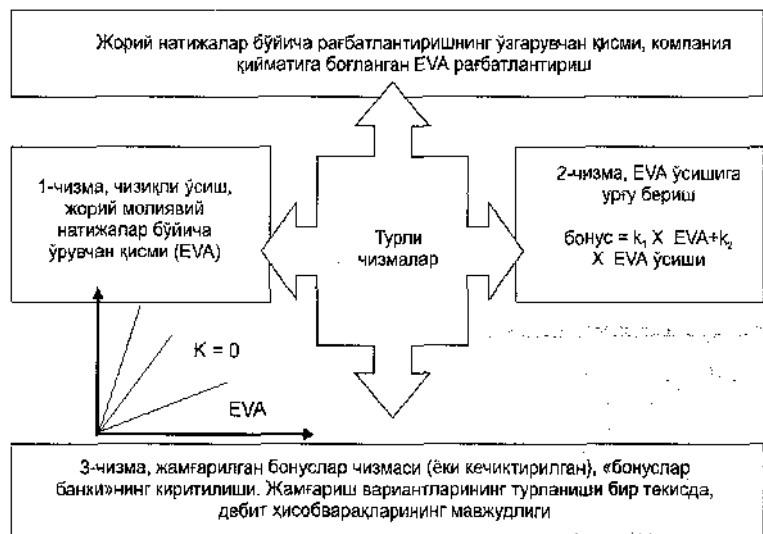 Жорий натижалар бўйича рағбатлантиришнинг ўзгарувчан қисми, компания
қийматига боғланган EVA рағбатлантириш
1-чизма, чизиқли ўсиш,
жорий молиявий
натижалар бўйича
ўрувчан қисми (EVA)
Турли
чизмалар
2-чизма, EVA ўсишига
урғу бериш
бонус = k₁ X EVA+k₂
X EVA ўсиши
K = 0
EVA
3-чизма, жамғарилган бонуслар чизмаси (ёки кечиктирилган), «бонуслар
банки»нинг киритилиши. Жамғариш вариантларининг турланиши бир текисда,
дебит ҳисобварақларининг мавжудлиги